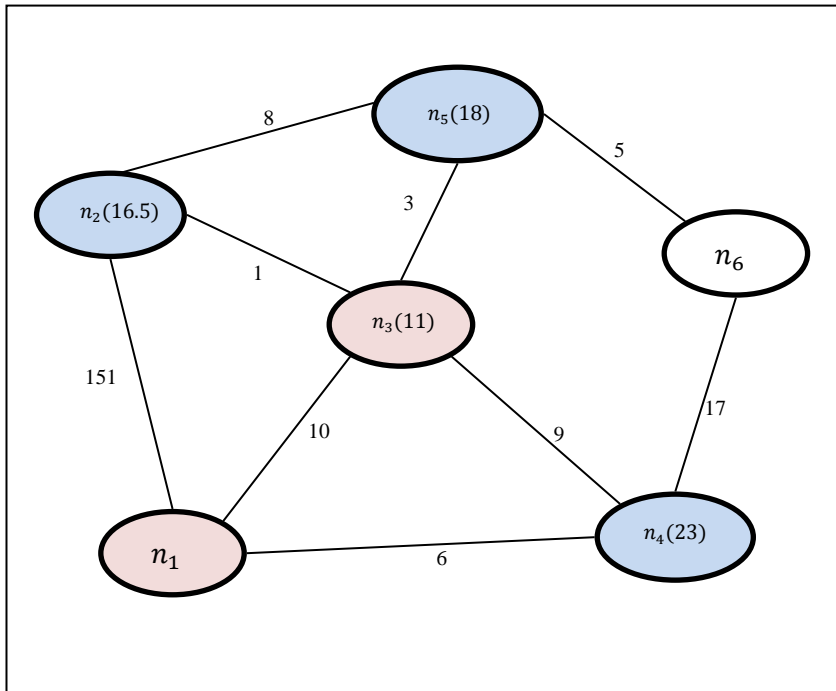 n₅(18)
8
5
n₂(16.5)
3
n₆
1
n₃(11)
151
10
9
17
n₄(23)
n₁
6